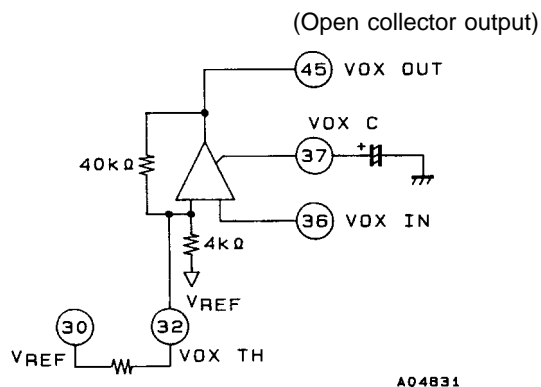 (Open collector output)
45 VOX OUT
VOX C
+
37
40kΩ
36 VOX IN
4kΩ
VREF
30
32
VREF
VOX TH
A04831